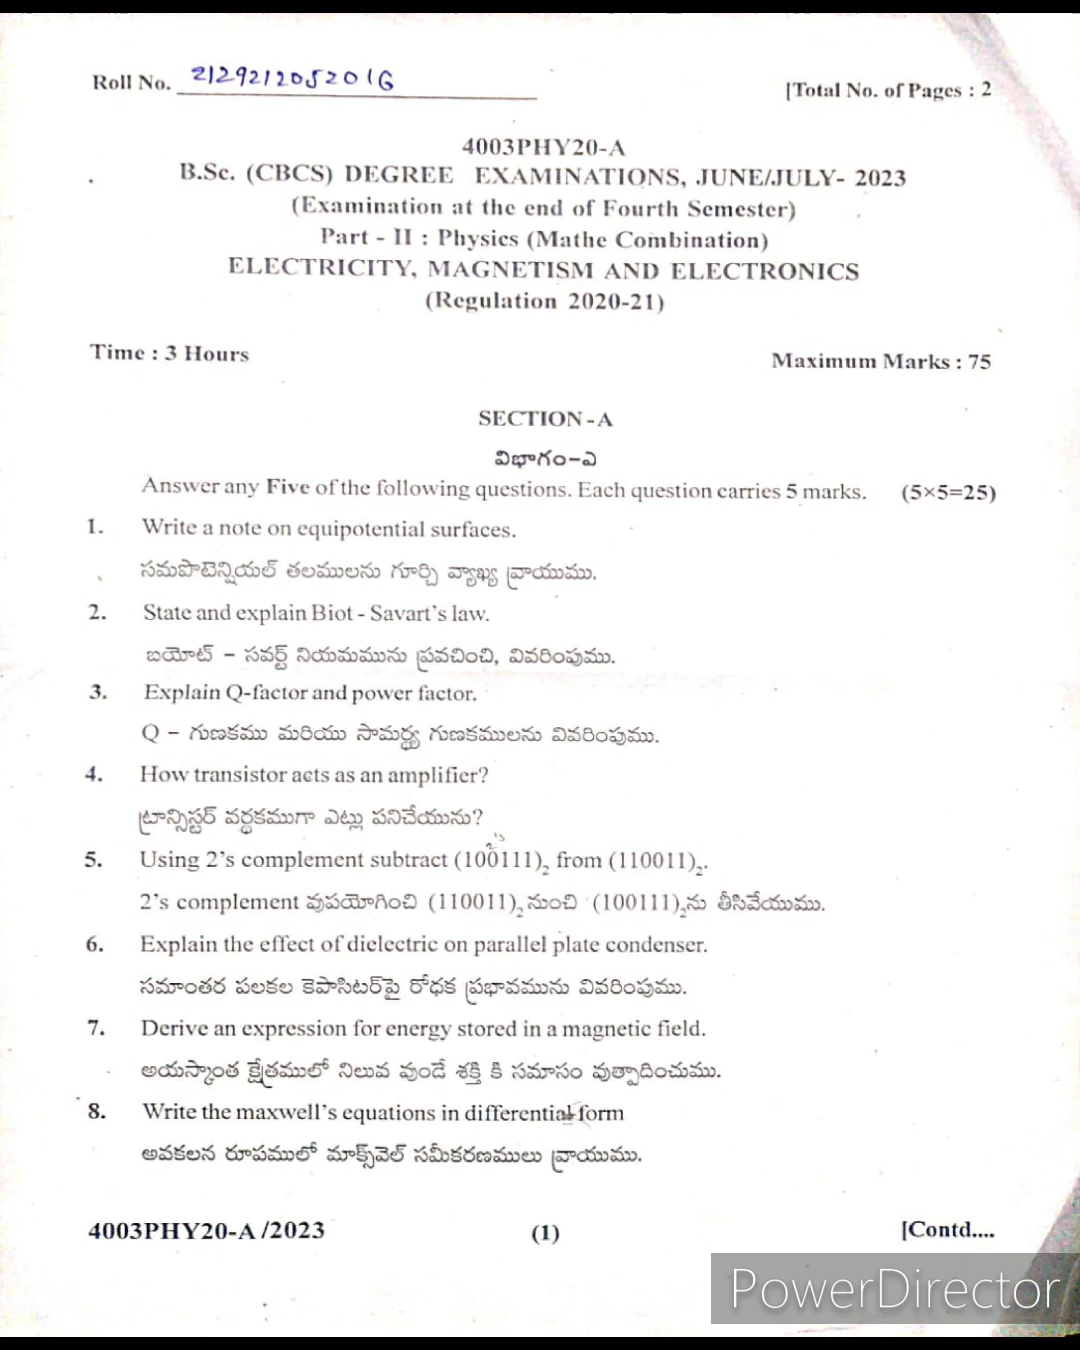 Roll No. 2129212052016
[Total No. of Pages : 2
4003PHY20-A
B.Sc. (CBCS) DEGREE EXAMINATIONS, JUNE/JULY- 2023
(Examination at the end of Fourth Semester)
Part - II : Physics (Mathe Combination)
ELECTRICITY, MAGNETISM AND ELECTRONICS
(Regulation 2020-21)
Time : 3 Hours
Maximum Marks : 75
SECTION - A
విభాగం-ఎ
Answer any Five of the following questions. Each question carries 5 marks. (5×5=25)
1. Write a note on equipotential surfaces.
సమపొటెన్షియల్ తలములను గూర్చి వ్యాఖ్య వ్రాయుము.
2. State and explain Biot - Savart's law.
బయోట్ – సవర్ట్ నియమమును ప్రవచించి, వివరింపుము.
3. Explain Q-factor and power factor.
Q – గుణకము మరియు సామర్థ్య గుణకములను వివరింపుము.
4. How transistor acts as an amplifier?
ట్రాన్సిస్టర్ వర్థకముగా ఎట్లు పనిచేయును?
5. Using 2's complement subtract (100111)₂ from (110011)₂.
2's complement వుపయోగించి (110011)₂ నుంచి (100111)₂ను తీసివేయుము.
6. Explain the effect of dielectric on parallel plate condenser.
సమాంతర పలకల కెపాసిటర్‌పై రోధక ప్రభావమును వివరింపుము.
7. Derive an expression for energy stored in a magnetic field.
అయస్కాంత క్షేత్రములో నిలువ వుండే శక్తి కి సమాసం వుత్పాదించుము.
8. Write the maxwell's equations in differential form
అవకలన రూపములో మాక్స్‌వెల్ సమీకరణములు వ్రాయుము.
4003PHY20-A /2023
(1)
[Contd....
PowerDirector